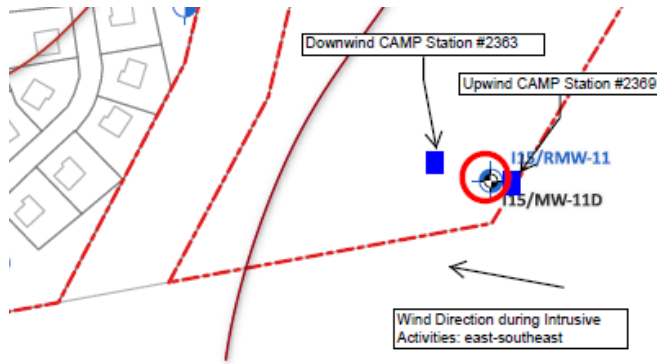 Downwind CAMP Station #2363
Upwind CAMP Station #2369
I15/RMW-11
I15/MW-11D
Wind Direction during Intrusive
Activities: east-southeast